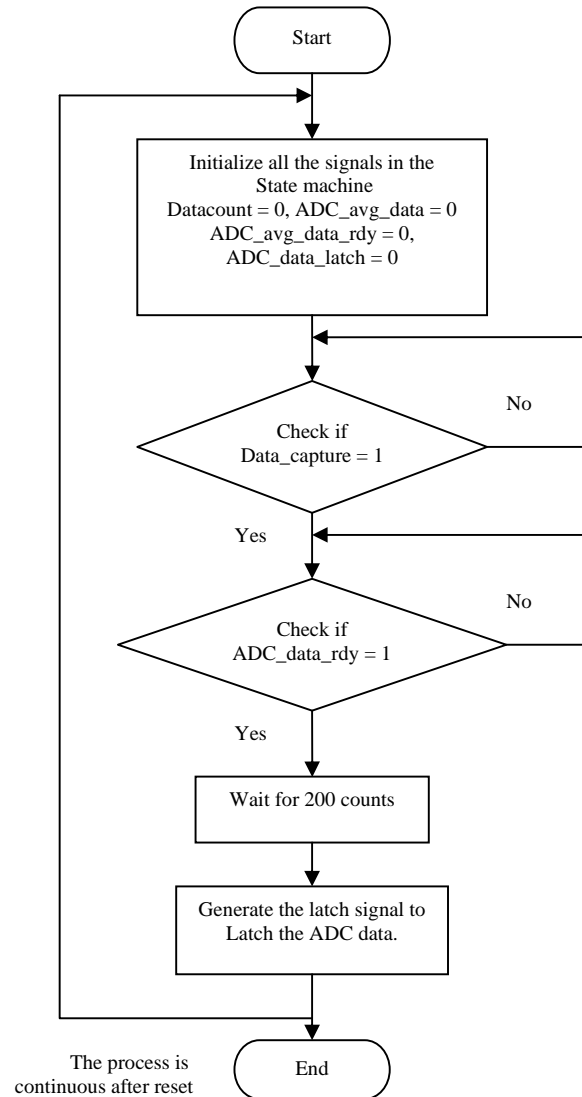 Start
Initialize all the signals in the
State machine
Datacount = 0, ADC_avg_data = 0
ADC_avg_data_rdy = 0,
ADC_data_latch = 0
No
Check if
Data_capture = 1
Yes
No
Check if
ADC_data_rdy = 1
Yes
Wait for 200 counts
Generate the latch signal to
Latch the ADC data.
The process is
continuous after reset
End